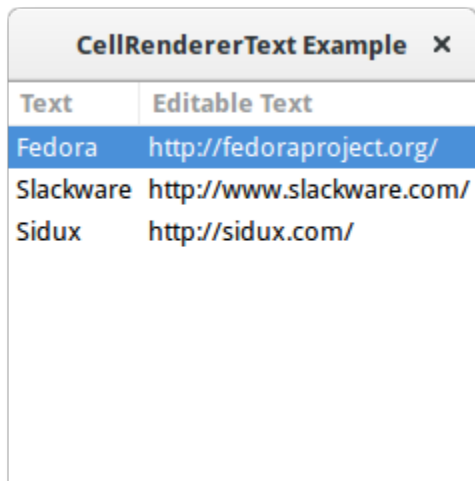 CellRendererText Example ×
Text Editable Text
Fedora http://fedoraproject.org/
Slackware http://www.slackware.com/
Sidux http://sidux.com/